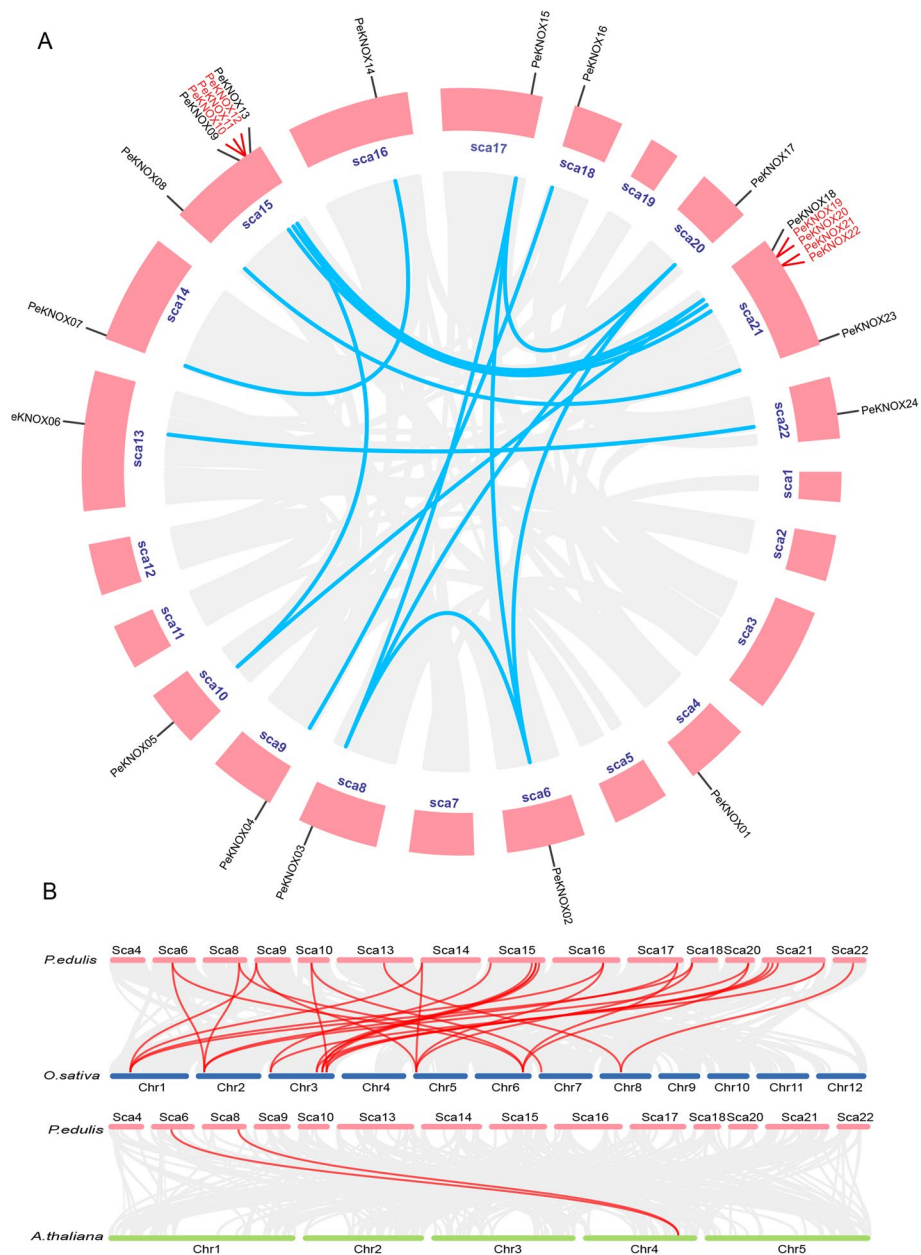 A
PeKNOX14
PeKNOX15
PeKNOX16
PeKNOX13
PeKNOX12
PeKNOX11
PeKNOX10
PeKNOX09
PeKNOX08
PeKNOX17
PeKNOX18
PeKNOX19
PeKNOX20
PeKNOX21
PeKNOX22
PeKNOX07
PeKNOX23
eKNOX06
PeKNOX24
PeKNOX05
PeKNOX04
PeKNOX03
PeKNOX02
PeKNOX01
sca16
sca17
sca18
sca19
sca20
sca21
sca22
sca1
sca2
sca3
sca4
sca5
sca6
sca7
sca8
sca9
sca10
sca11
sca12
sca13
sca14
sca15
B
Sca4 Sca6 Sca8 Sca9 Sca10 Sca13 Sca14 Sca15 Sca16 Sca17 Sca18 Sca20 Sca21 Sca22
P.edulis
O.sativa
Chr1 Chr2 Chr3 Chr4 Chr5 Chr6 Chr7 Chr8 Chr9 Chr10 Chr11 Chr12
Sca4 Sca6 Sca8 Sca9 Sca10 Sca13 Sca14 Sca15 Sca16 Sca17 Sca18 Sca20 Sca21 Sca22
P.edulis
A.thaliana
Chr1 Chr2 Chr3 Chr4 Chr5